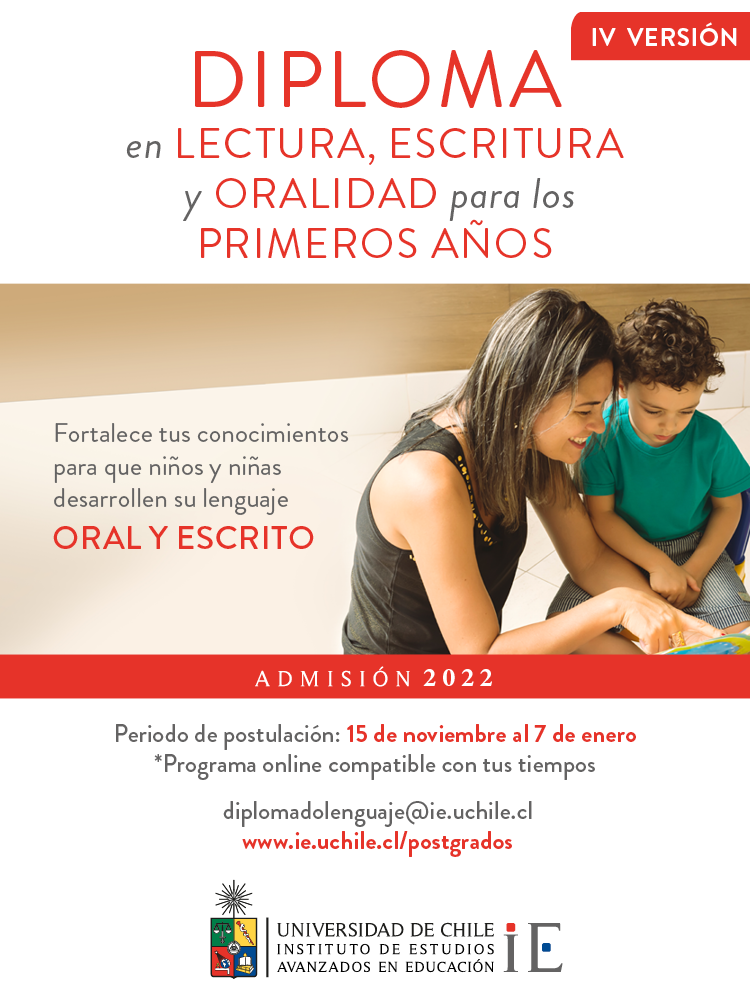 IV VERSIÓN
DIPLOMA
en LECTURA, ESCRITURA
y ORALIDAD para los
PRIMEROS AÑOS
Fortalece tus conocimientos
para que niños y niñas
desarrollen su lenguaje
ORAL Y ESCRITO
ADMISIÓN 2022
Periodo de postulación: 15 de noviembre al 7 de enero
*Programa online compatible con tus tiempos
diplomadolenguaje@ie.uchile.cl
www.ie.uchile.cl/postgrados
UNIVERSIDAD DE CHILE
INSTITUTO DE ESTUDIOS
AVANZADOS EN EDUCACIÓN
iE